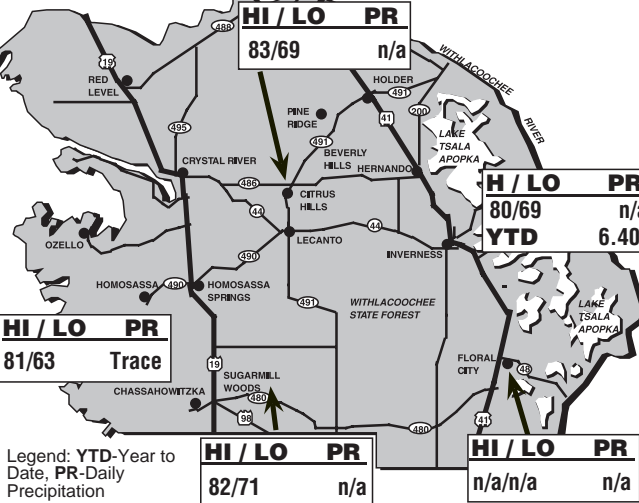 HI / LO PR
83/69 n/a
488
19
RED
LEVEL
HOLDER
WITHLACOOCHEE
RIVER
491
200
PINE
RIDGE
41
495
491
LAKE
TSALA
APOPKA
BEVERLY
HILLS
CRYSTAL RIVER
HERNANDO
486
CITRUS
HILLS
H / LO PR
80/69 n/a
YTD 6.40
44
44
LECANTO
OZELLO
INVERNESS
490
HOMOSASSA
490
HOMOSASSA
SPRINGS
491
WITHLACOOCHEE
STATE FOREST
LAKE
TSALA
APOPKA
HI / LO PR
81/63 Trace
19
FLORAL
CITY
48
SUGARMILL
WOODS
CHASSAHOWITZKA
480
98
480
41
HI / LO PR
82/71 n/a
HI / LO PR
n/a/n/a n/a
Legend: YTD-Year to
Date, PR-Daily
Precipitation